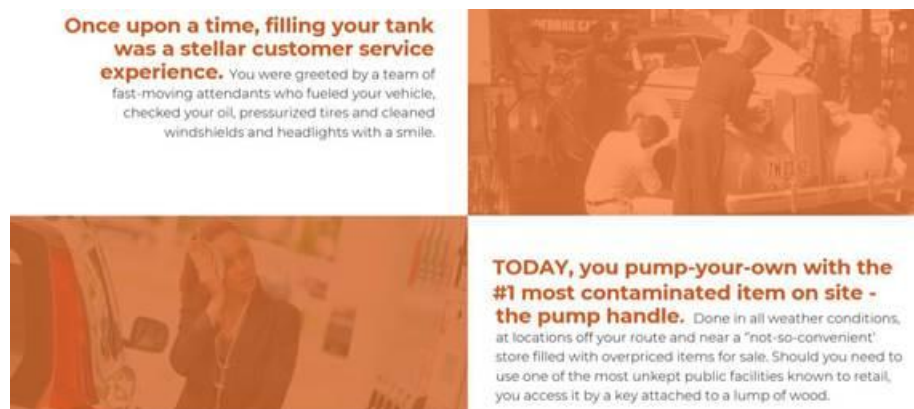 Once upon a time, filling your tank
was a stellar customer service
experience. You were greeted by a team of
fast-moving attendants who fueled your vehicle,
checked your oil, pressurized tires and cleaned
windshields and headlights with a smile.
TODAY, you pump-your-own with the
#1 most contaminated item on site -
the pump handle. Done in all weather conditions,
at locations off your route and near a "not-so-convenient'
store filled with overpriced items for sale. Should you need to
use one of the most unkept public facilities known to retail,
you access it by a key attached to a lump of wood.